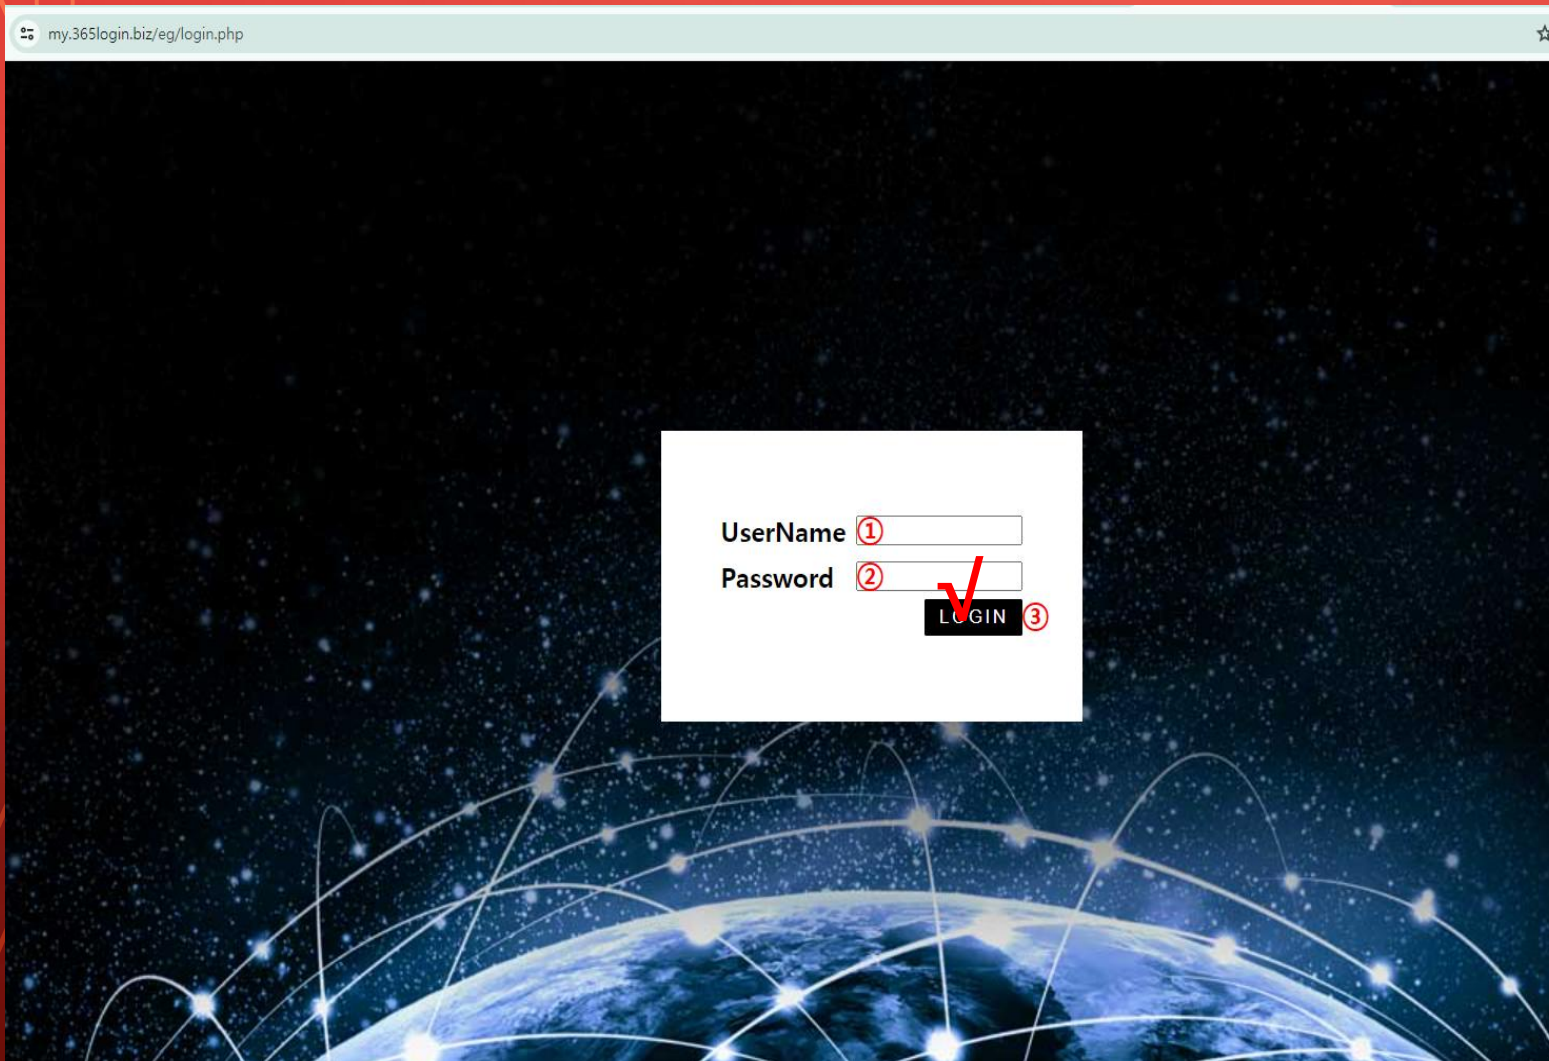 my.365login.biz/eg/login.php
UserName ①
Password ②
√
LOGIN ③